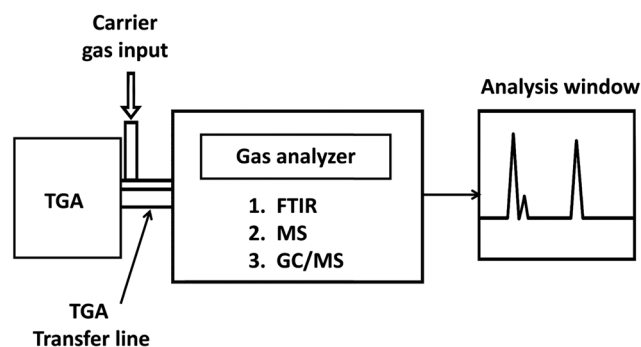 Carrier
gas input
Analysis window
TGA
Gas analyzer
1. FTIR
2. MS
3. GC/MS
TGA
Transfer line